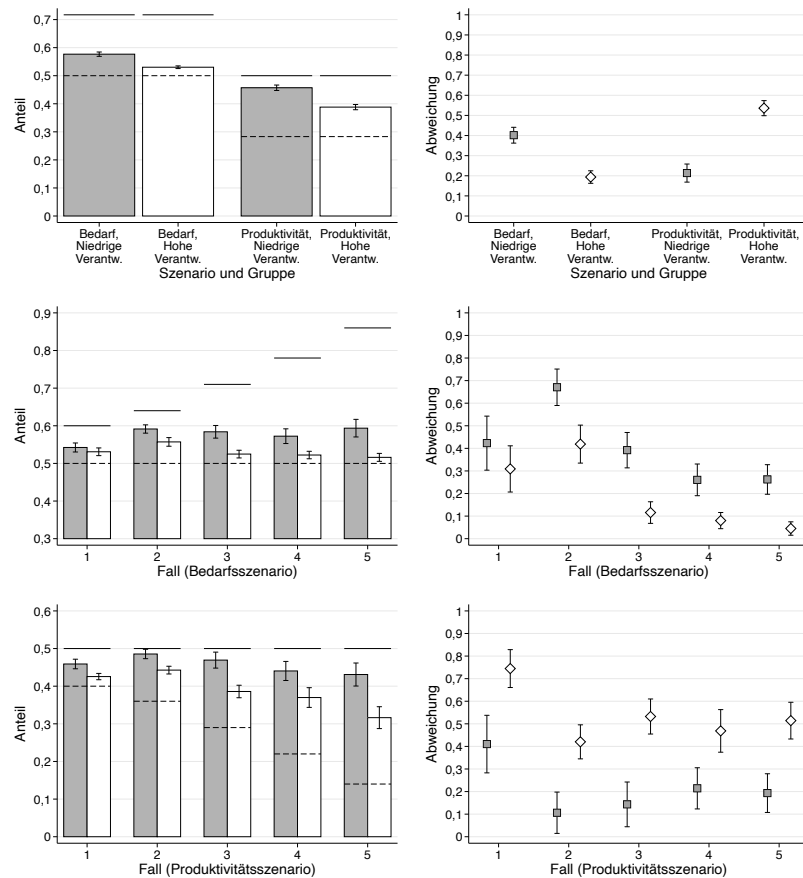 0,7
0,6
0,5
0,4
0,3
0,2
0,1
0
Anteil
Bedarf, Niedrige Verantw.
Bedarf, Hohe Verantw.
Produktivität, Niedrige Verantw.
Produktivität, Hohe Verantw.
Szenario und Gruppe
1
0,9
0,8
0,7
0,6
0,5
0,4
0,3
0,2
0,1
0
Abweichung
Bedarf, Niedrige Verantw.
Bedarf, Hohe Verantw.
Produktivität, Niedrige Verantw.
Produktivität, Hohe Verantw.
Szenario und Gruppe
0,9
0,8
0,7
0,6
0,5
0,4
0,3
Anteil
1 2 3 4 5
Fall (Bedarfsszenario)
1
0,9
0,8
0,7
0,6
0,5
0,4
0,3
0,2
0,1
0
Abweichung
1 2 3 4 5
Fall (Bedarfsszenario)
0,6
0,5
0,4
0,3
0,2
0,1
0
Anteil
1 2 3 4 5
Fall (Produktivitätsszenario)
1
0,9
0,8
0,7
0,6
0,5
0,4
0,3
0,2
0,1
0
Abweichung
1 2 3 4 5
Fall (Produktivitätsszenario)